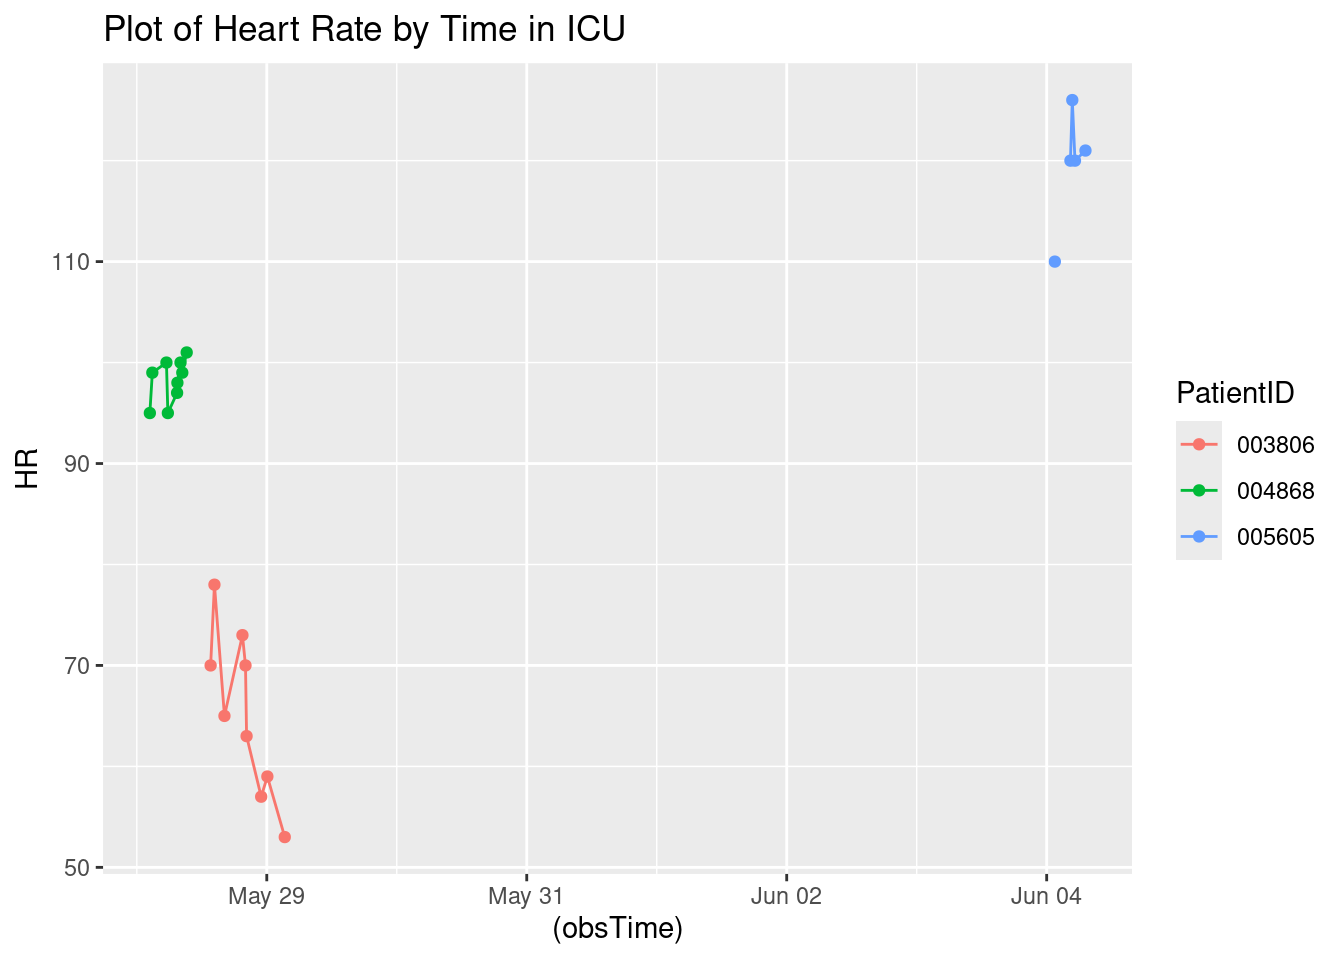 Plot of Heart Rate by Time in ICU
110
90
70
50
HR
May 29
May 31
Jun 02
Jun 04
(obsTime)
PatientID
003806
004868
005605